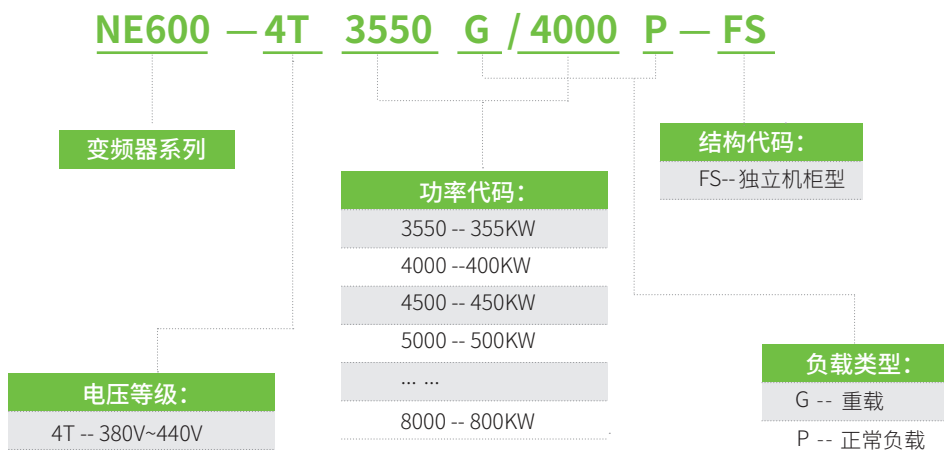 NE600 — 4T 3550 G / 4000 P — FS
变频器系列
结构代码：
FS--独立机柜型
功率代码：
3550 -- 355KW
4000 --400KW
4500 -- 450KW
5000 -- 500KW
... ...
8000 -- 800KW
电压等级：
4T -- 380V~440V
负载类型：
G -- 重载
P -- 正常负载